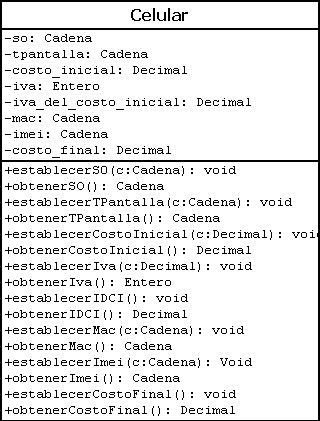 Celular
-so: Cadena
-tpantalla: Cadena
-costo_inicial: Decimal
-iva: Entero
-iva_del_costo_inicial: Decimal
-mac: Cadena
-imei: Cadena
-costo_final: Decimal
+establecerSO(c:Cadena): void
+obtenerSO(): Cadena
+establecerTPantalla(c:Cadena): void
+obtenerTPantalla(): Cadena
+establecerCostoInicial(c:Decimal): voi
+obtenerCostoInicial(): Decimal
+establecerIva(c:Decimal): void
+obtenerIva(): Entero
+establecerIDCI(): void
+obtenerIDCI(): Decimal
+establecerMac(c:Cadena): void
+obtenerMac(): Cadena
+establecerImei(c:Cadena): Void
+obtenerImei(): Cadena
+establecerCostoFinal(): void
+obtenerCostoFinal(): Decimal